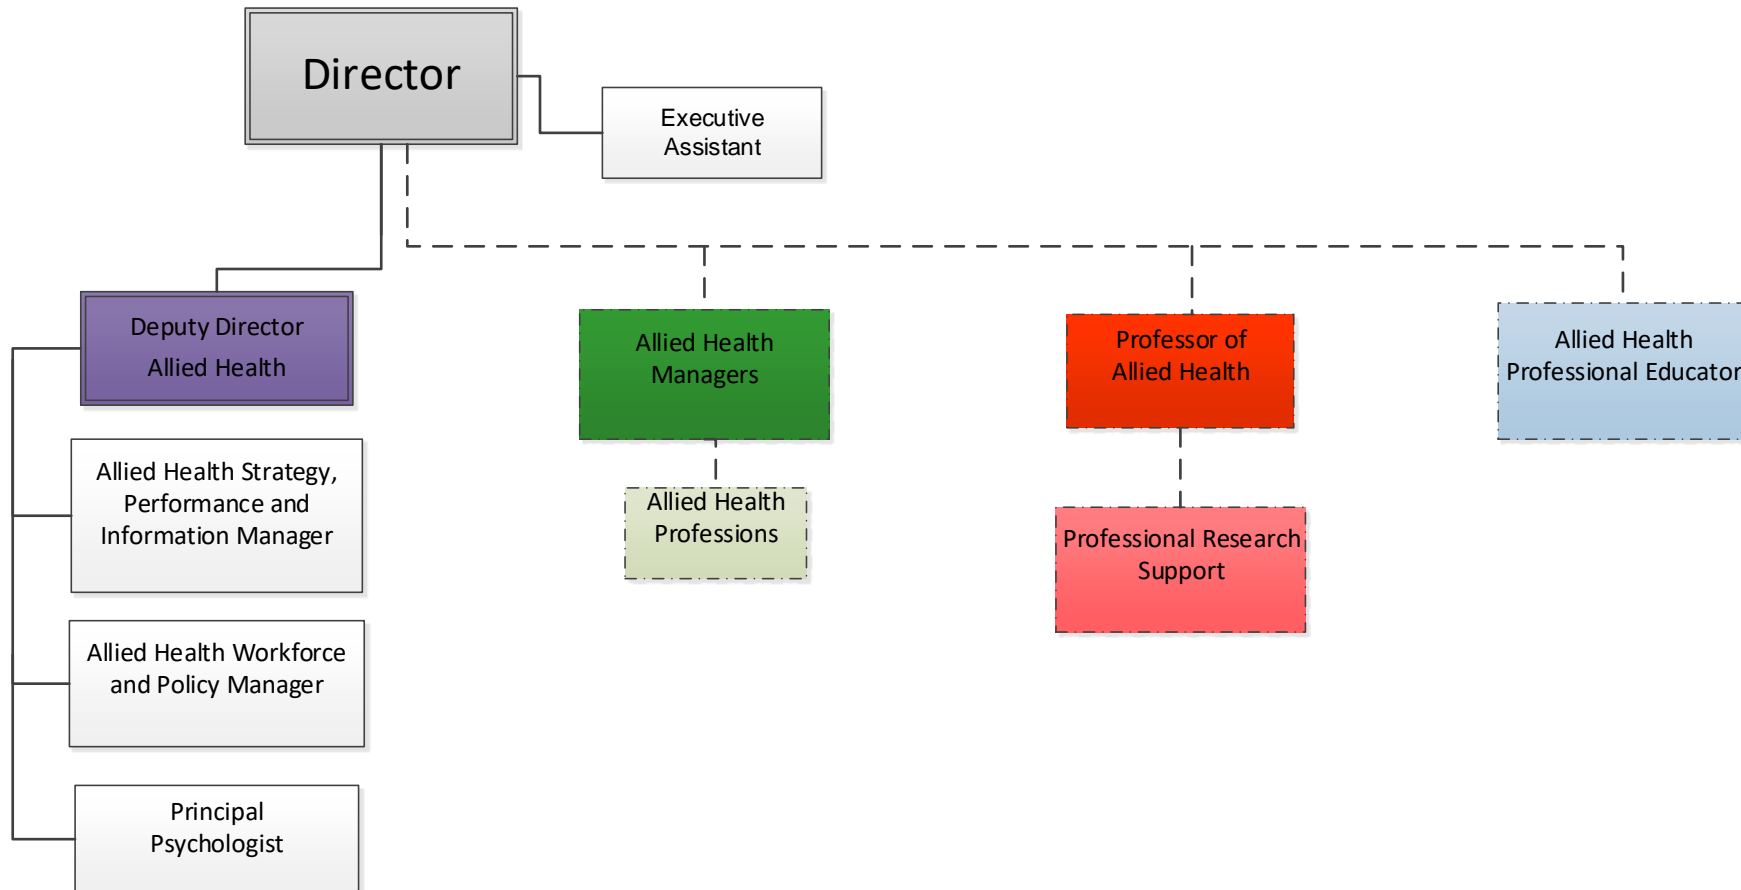 Director
Executive
Assistant
Deputy Director
Allied Health
Allied Health
Managers
Professor of
Allied Health
Allied Health
Professional Educator
Allied Health Strategy,
Performance and
Information Manager
Allied Health
Professions
Professional Research
Support
Allied Health Workforce
and Policy Manager
Principal
Psychologist